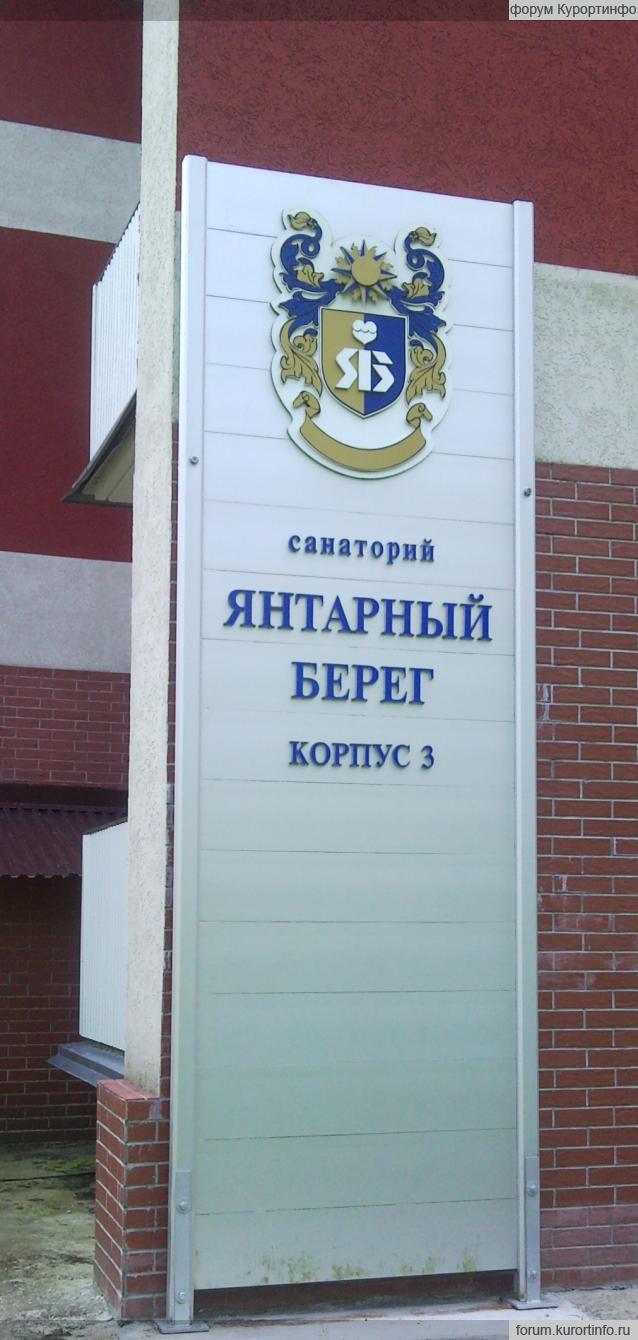 форум Курортинфо
ЯБ
санаторий
ЯНТАРНЫЙ
БЕРЕГ
КОРПУС 3
forum.kurortinfo.ru